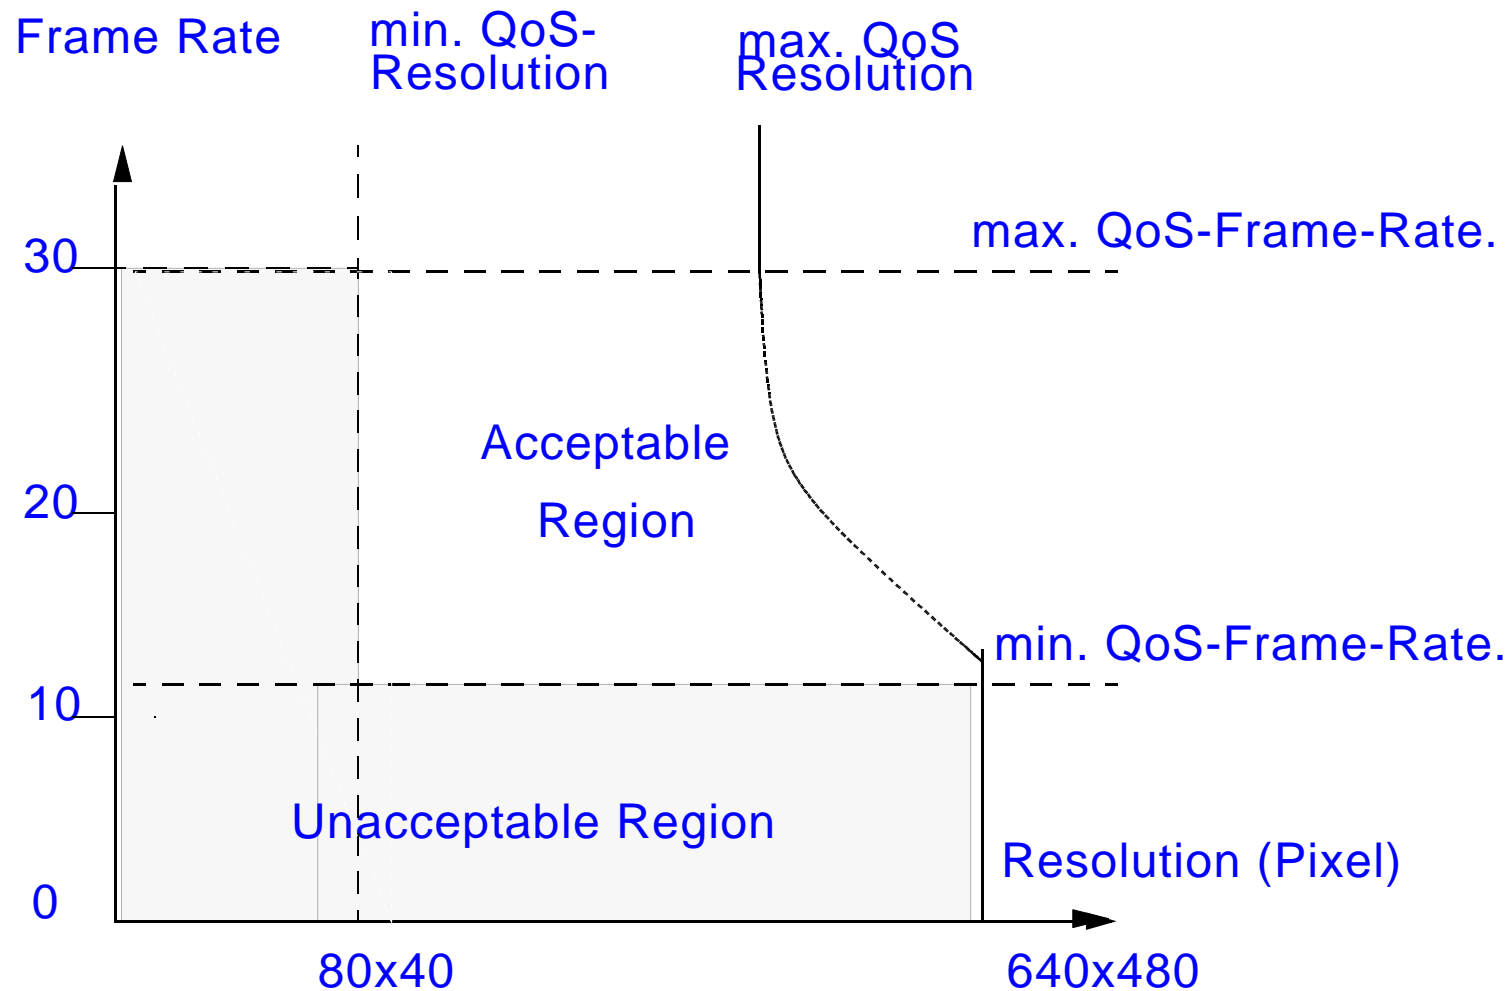 Frame Rate
min. QoS-
Resolution
max. QoS
Resolution
max. QoS-Frame-Rate.
30
Acceptable
20
Region
min. QoS-Frame-Rate.
10
Unacceptable Region
Resolution (Pixel)
0
80x40
640x480